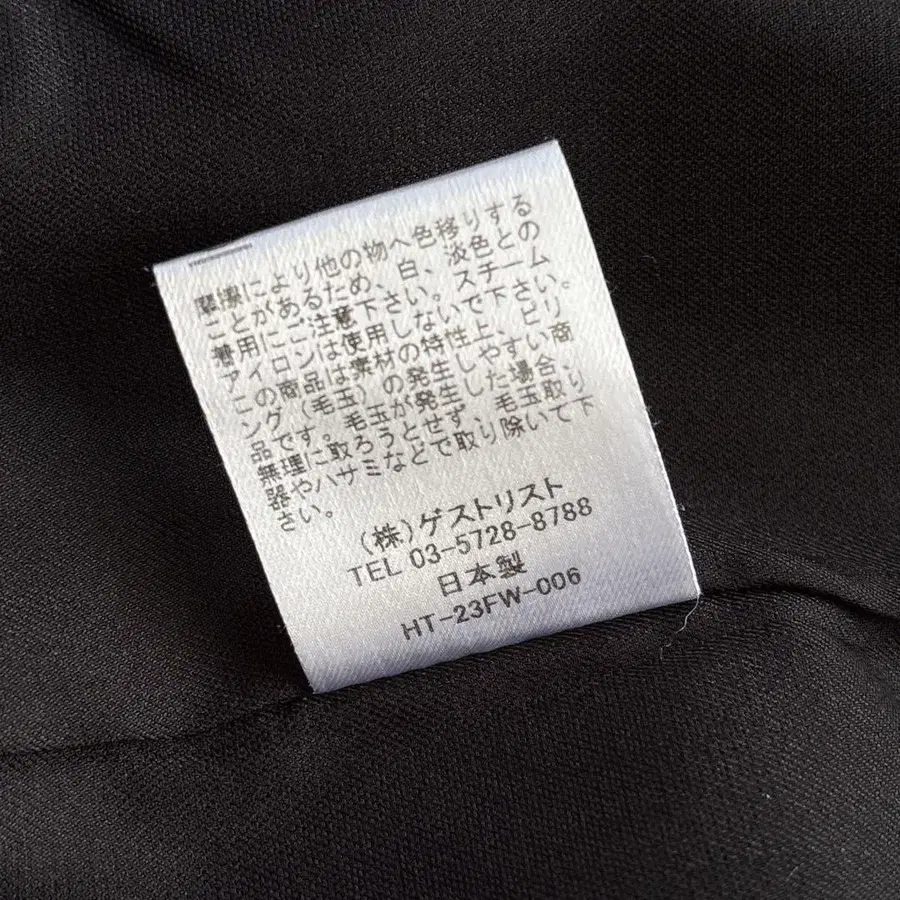 摩擦により他の物へ色移りする
ことがあるため、白、淡色との
着用にご注意下さい。スチーム
アイロンは使用しないで下さい。
この商品は素材の特性上、ピリ
ング(毛玉)の発生しやすい商
品です。毛玉が発生した場合、
無理に取ろうとせず、毛玉取り
器やハサミなどで取り除いて下
さい。
(株)ゲストリスト
TEL 03-5728-8788
日本製
HT-23FW-006